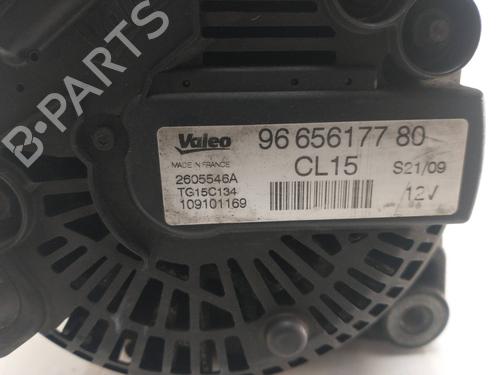 B-PARTS
Valeo
96 656177 80
MADE IN FRANCE
CL15
S21/09
2605546A
TG15C134
12V
109101169